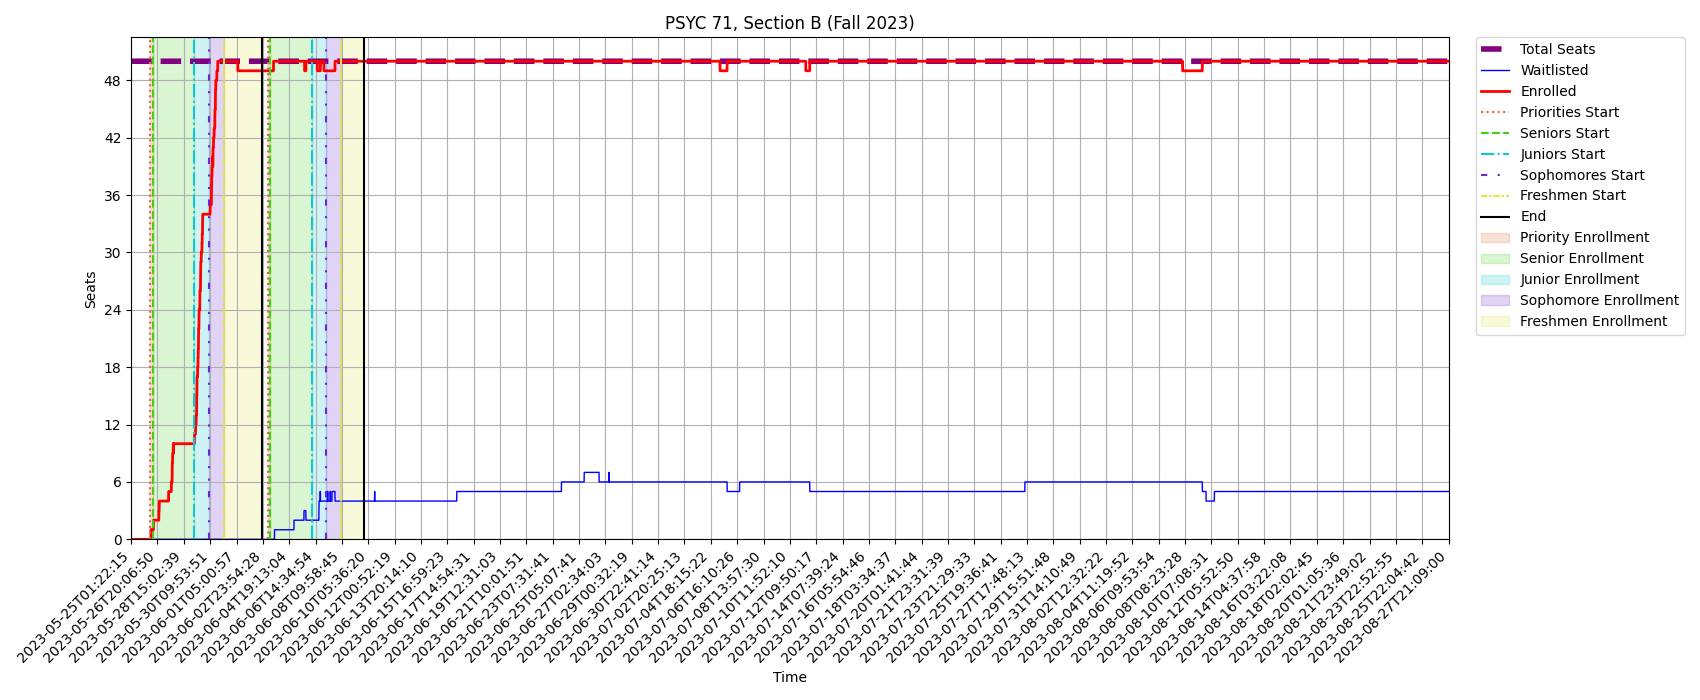 PSYC 71, Section B (Fall 2023)
Total Seats
Waitlisted
Enrolled
Priorities Start
Seniors Start
Juniors Start
Sophomores Start
Freshmen Start
End
Priority Enrollment
Senior Enrollment
Junior Enrollment
Sophomore Enrollment
Freshmen Enrollment
Seats
48
42
36
30
24
18
12
6
0
2023-05-25T01:22:15
2023-05-26T20:06:50
2023-05-28T15:02:39
2023-05-30T09:53:51
2023-06-01T05:00:57
2023-06-02T23:54:28
2023-06-04T19:13:04
2023-06-06T14:34:54
2023-06-08T09:58:45
2023-06-10T05:36:20
2023-06-12T00:52:19
2023-06-13T20:14:10
2023-06-15T16:59:23
2023-06-17T14:54:31
2023-06-19T12:31:03
2023-06-21T10:01:51
2023-06-23T07:31:41
2023-06-25T05:07:41
2023-06-27T02:34:03
2023-06-29T00:32:19
2023-06-30T22:41:14
2023-07-02T20:25:13
2023-07-04T18:15:22
2023-07-06T16:10:26
2023-07-08T13:57:30
2023-07-10T11:52:10
2023-07-12T09:50:17
2023-07-14T07:39:24
2023-07-16T05:54:46
2023-07-18T03:34:37
2023-07-20T01:41:44
2023-07-21T23:31:39
2023-07-23T21:29:33
2023-07-25T19:36:41
2023-07-27T17:48:13
2023-07-29T15:51:48
2023-07-31T14:10:49
2023-08-02T12:32:22
2023-08-04T11:19:52
2023-08-06T09:53:54
2023-08-08T08:23:28
2023-08-10T07:08:31
2023-08-12T05:52:50
2023-08-14T04:37:58
2023-08-16T03:22:08
2023-08-18T02:02:45
2023-08-20T01:05:36
2023-08-21T23:49:02
2023-08-23T22:52:55
2023-08-25T22:04:42
2023-08-27T21:09:00
Time